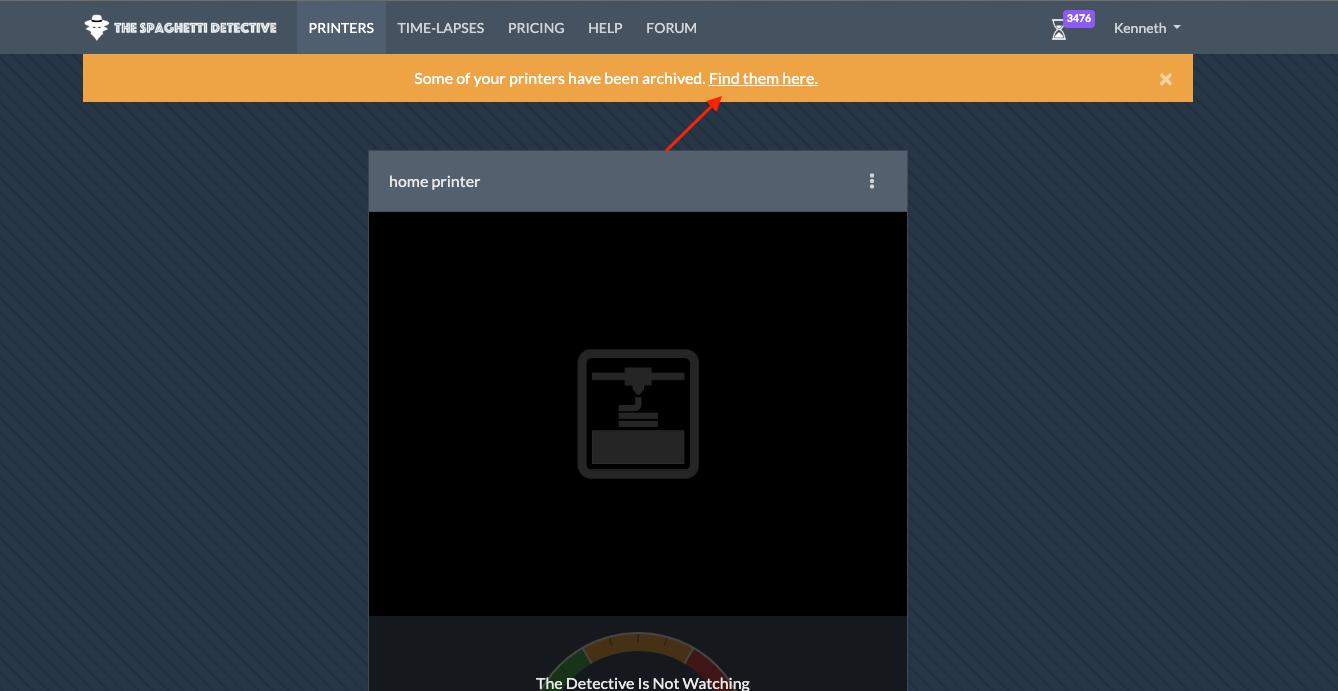 THE SPAGHETTI DETECTIVE PRINTERS TIME-LAPSES PRICING HELP FORUM 3476 Kenneth
Some of your printers have been archived. Find them here. ×
home printer
The Detective Is Not Watching